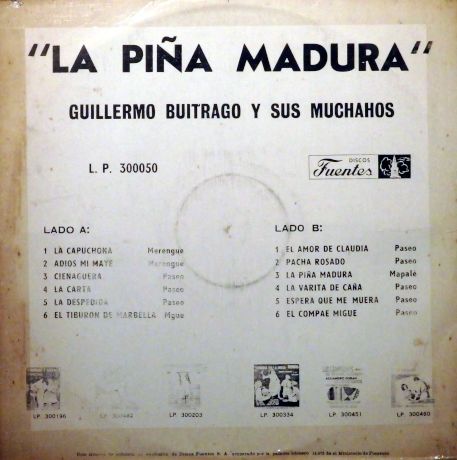 "LA PIÑA MADURA"
GUILLERMO BUITRAGO Y SUS MUCHAHOS
L. P. 300050
DISCOS
Fuentes
LADO A:
1 LA CAPUCHONA Merengue
2 ADIOS MI MAYE Merengue
3 CIENAGUERA Paseo
4 LA CARTA Paseo
5 LA DESPEDIDA Paseo
6 EL TIBURON DE MARBELLA Mgue
LADO B:
1 EL AMOR DE CLAUDIA Paseo
2 PACHA ROSADO Paseo
3 LA PIÑA MADURA Mapalé
4 LA VARITA DE CAÑA Paseo
5 ESPERA QUE ME MUERA Paseo
6 EL COMPAE MIGUE Paseo
LP. 300196
LP. 300203
LP. 300334
LP. 300451
LP. 300460